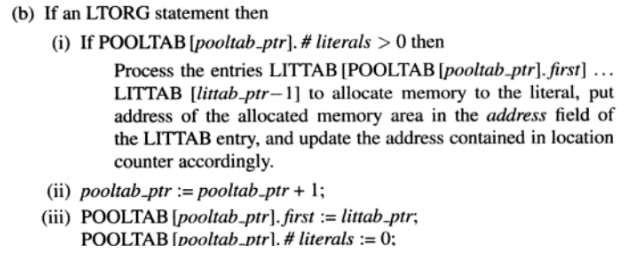 (b) If an LTORG statement then
(i) If POOLTAB [pooltab_ptr]. # literals > 0 then
Process the entries LITTAB [POOLTAB [pooltab_ptr]. first] ...
LITTAB [littab_ptr−1] to allocate memory to the literal, put
address of the allocated memory area in the address field of
the LITTAB entry, and update the address contained in location
counter accordingly.
(ii) pooltab_ptr := pooltab_ptr + 1;
(iii) POOLTAB [pooltab_ptr]. first := littab_ptr;
POOLTAB [pooltab_ptr]. # literals := 0;